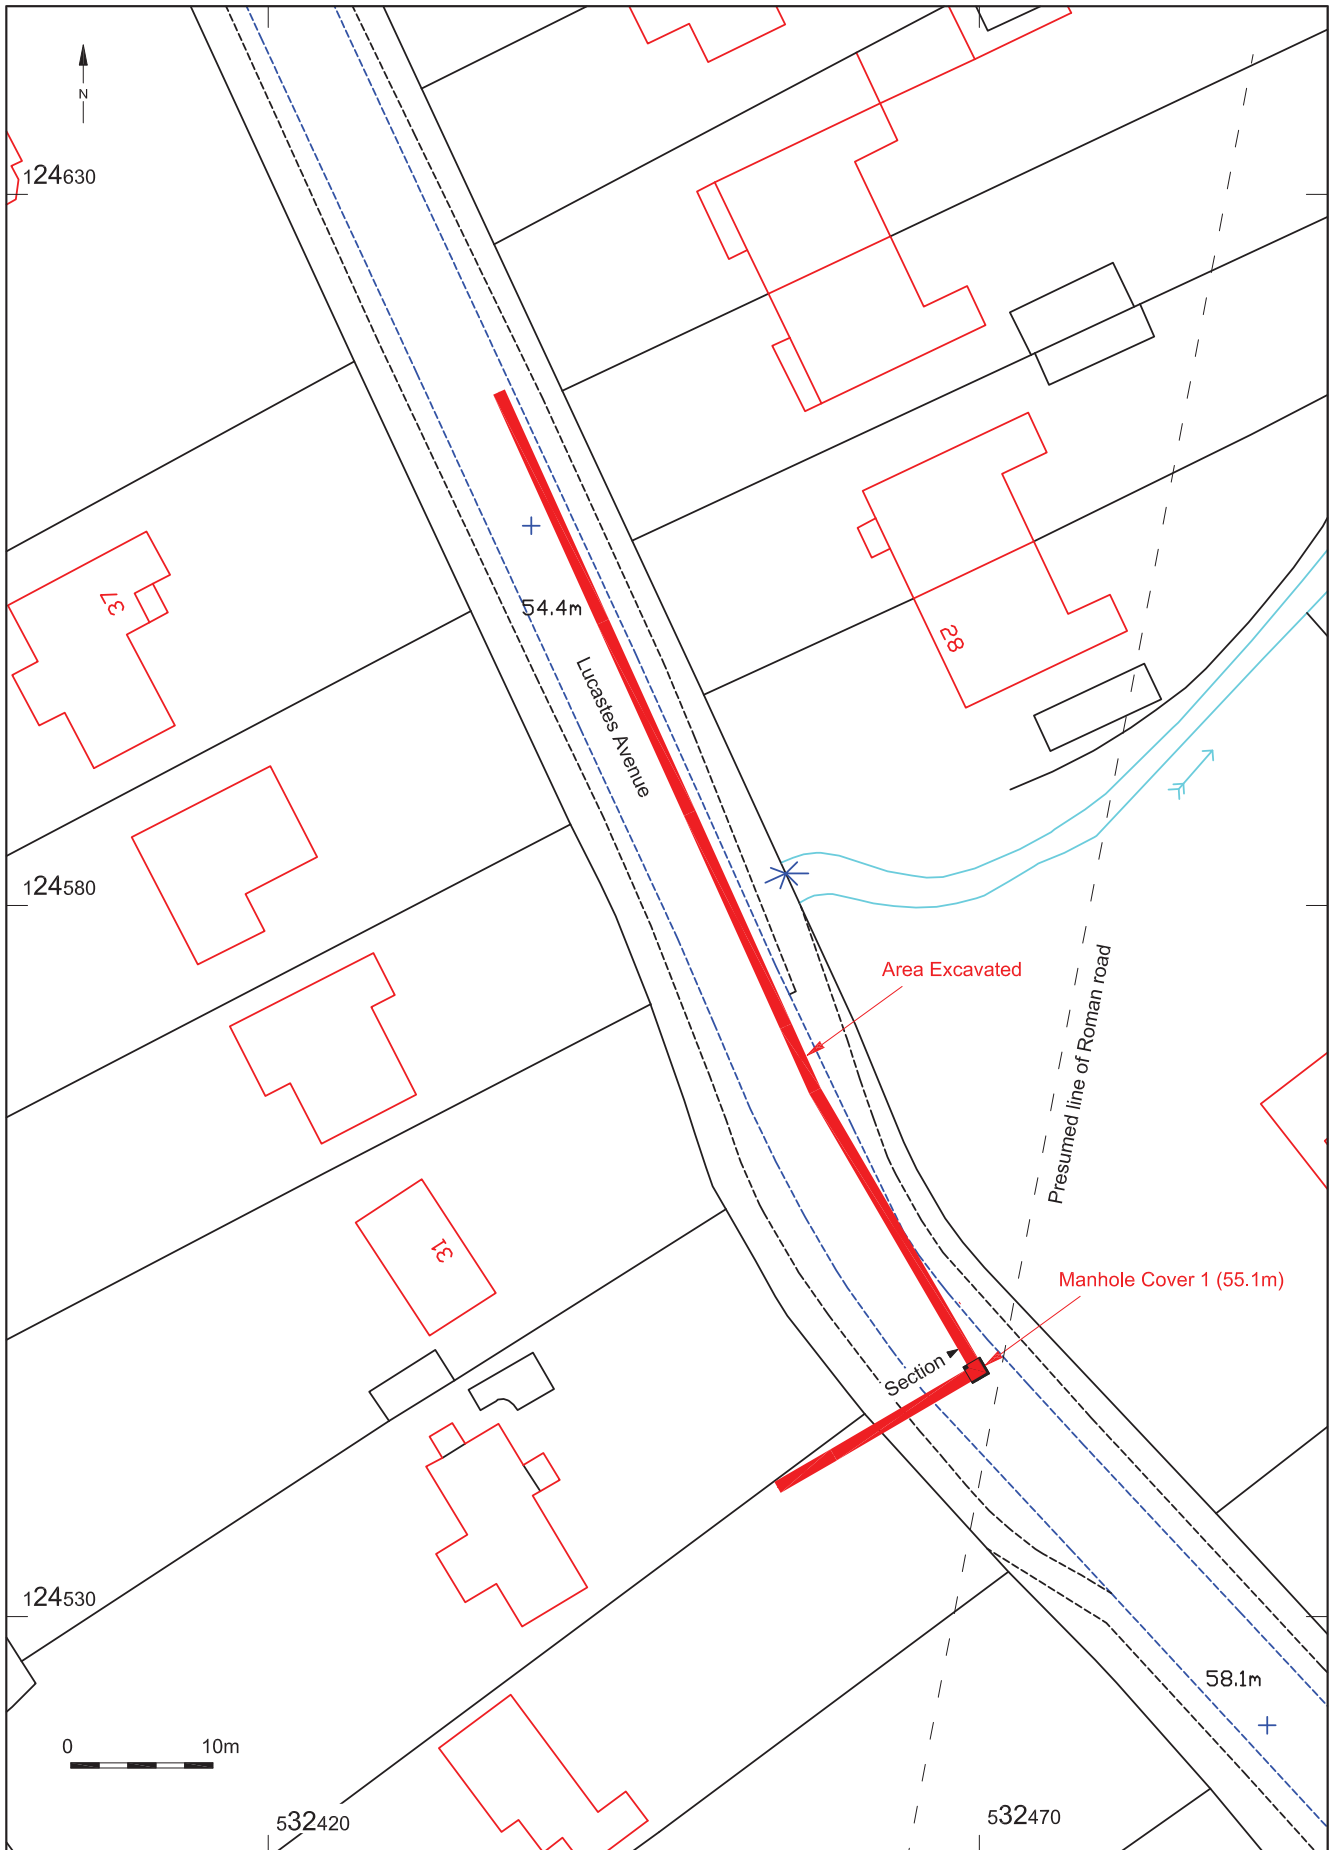 N
124630
37
54.4m
28
Lucastes Avenue
124580
Area Excavated
Presumed line of Roman road
31
Manhole Cover 1 (55.1m)
Section
124530
58.1m
0 10m
532420
532470